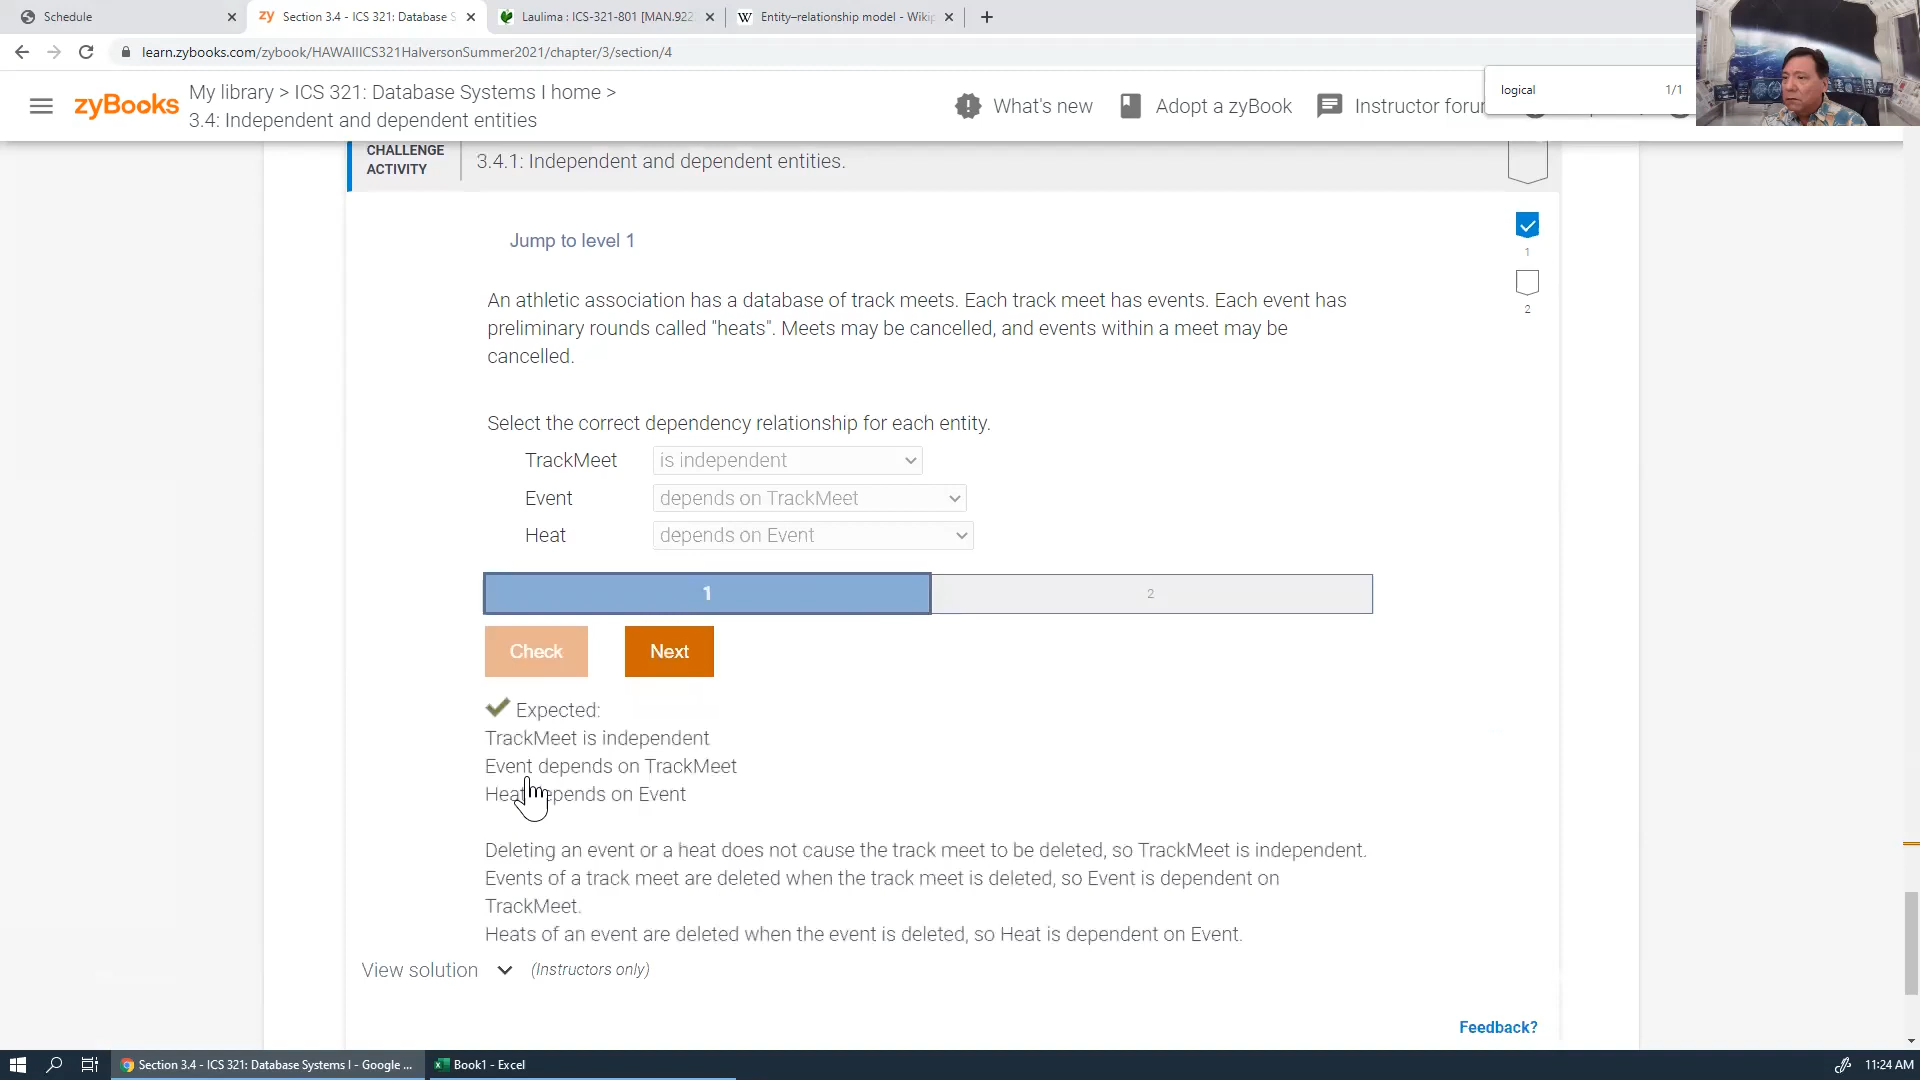 Schedule
zy Section 3.4 - ICS 321: Database S
Laulima : ICS-321-801 [MAN.922
W Entity–relationship model - Wikip
learn.zybooks.com/zybook/HAWAIIICS321HalversonSummer2021/chapter/3/section/4
logical 1/1
zyBooks
My library > ICS 321: Database Systems I home >
3.4: Independent and dependent entities
What's new
Adopt a zyBook
Instructor forum
CHALLENGE
ACTIVITY
3.4.1: Independent and dependent entities.
Jump to level 1
1
2
An athletic association has a database of track meets. Each track meet has events. Each event has
preliminary rounds called "heats". Meets may be cancelled, and events within a meet may be
cancelled.
Select the correct dependency relationship for each entity.
TrackMeet is independent
Event depends on TrackMeet
Heat depends on Event
1 2
Check Next
Expected:
TrackMeet is independent
Event depends on TrackMeet
Heat depends on Event
Deleting an event or a heat does not cause the track meet to be deleted, so TrackMeet is independent.
Events of a track meet are deleted when the track meet is deleted, so Event is dependent on
TrackMeet.
Heats of an event are deleted when the event is deleted, so Heat is dependent on Event.
View solution (Instructors only)
Feedback?
Section 3.4 - ICS 321: Database Systems I - Google ...
Book1 - Excel
11:24 AM